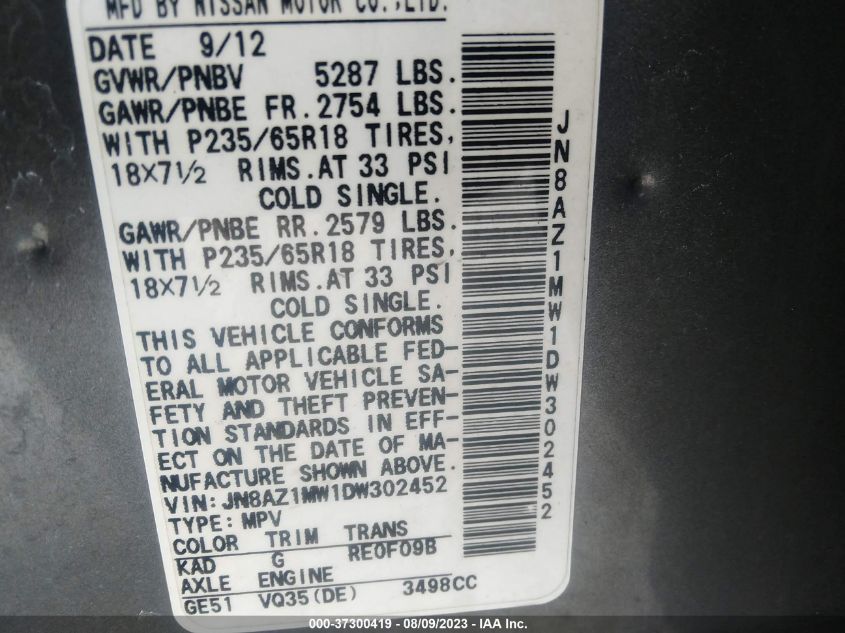 MFD BY NISSAN MOTOR CO.,LTD.
DATE 9/12
GVWR/PNBV 5287 LBS.
GAWR/PNBE FR. 2754 LBS.
WITH P235/65R18 TIRES,
18X7½ RIMS.AT 33 PSI
COLD SINGLE.
GAWR/PNBE RR. 2579 LBS.
WITH P235/65R18 TIRES,
18X7½ RIMS.AT 33 PSI
COLD SINGLE.
THIS VEHICLE CONFORMS
TO ALL APPLICABLE FED-
ERAL MOTOR VEHICLE SA-
FETY AND THEFT PREVEN-
TION STANDARDS IN EFF-
ECT ON THE DATE OF MA-
NUFACTURE SHOWN ABOVE.
VIN: JN8AZ1MW1DW302452
TYPE: MPV
COLOR TRIM TRANS
KAD G RE0F09B
AXLE ENGINE
GE51 VQ35(DE) 3498CC
JN8AZ1MW1DW302452
000-37300419 - 08/09/2023 - IAA Inc.